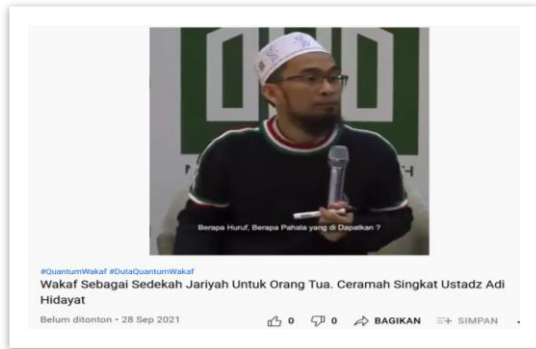 Berapa Huruf, Berapa Pahala yang di Dapatkan ?
#QuantumWakaf #DutaQuantumWakaf
Wakaf Sebagai Sedekah Jariyah Untuk Orang Tua. Ceramah Singkat Ustadz Adi
Hidayat
Belum ditonton • 28 Sep 2021 0 0 BAGIKAN SIMPAN